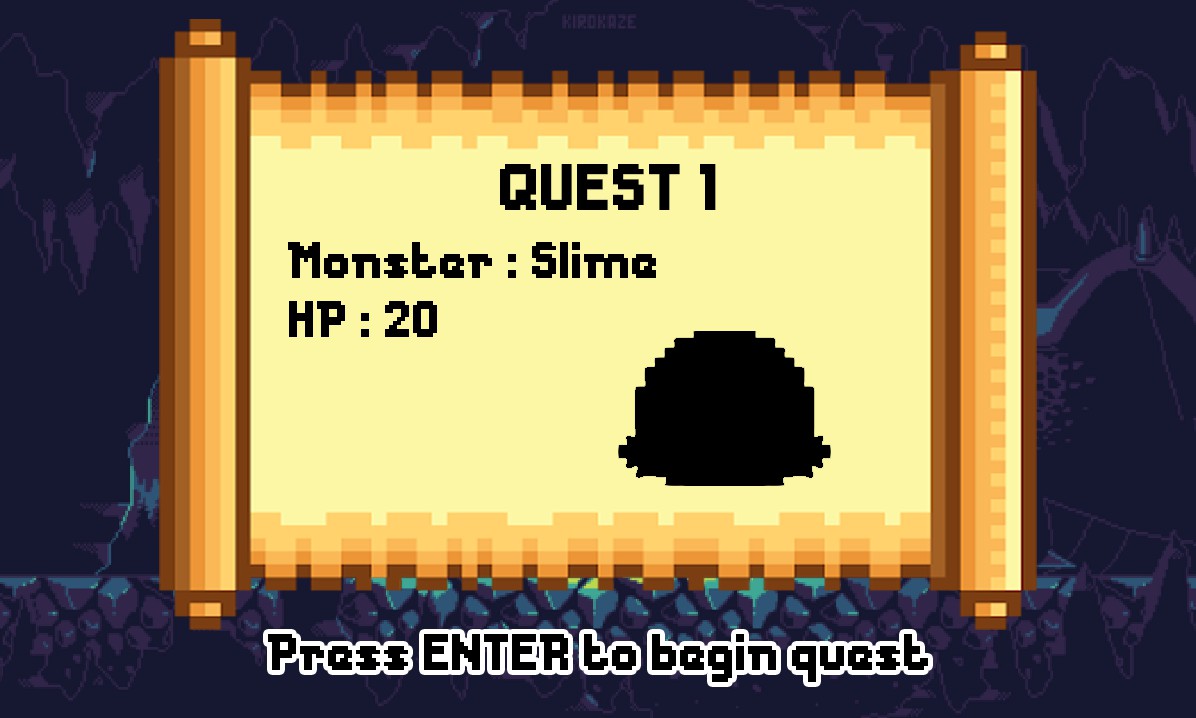 KIROKAZE
QUEST 1
Monster : Slime
HP : 20
Press ENTER to begin quest